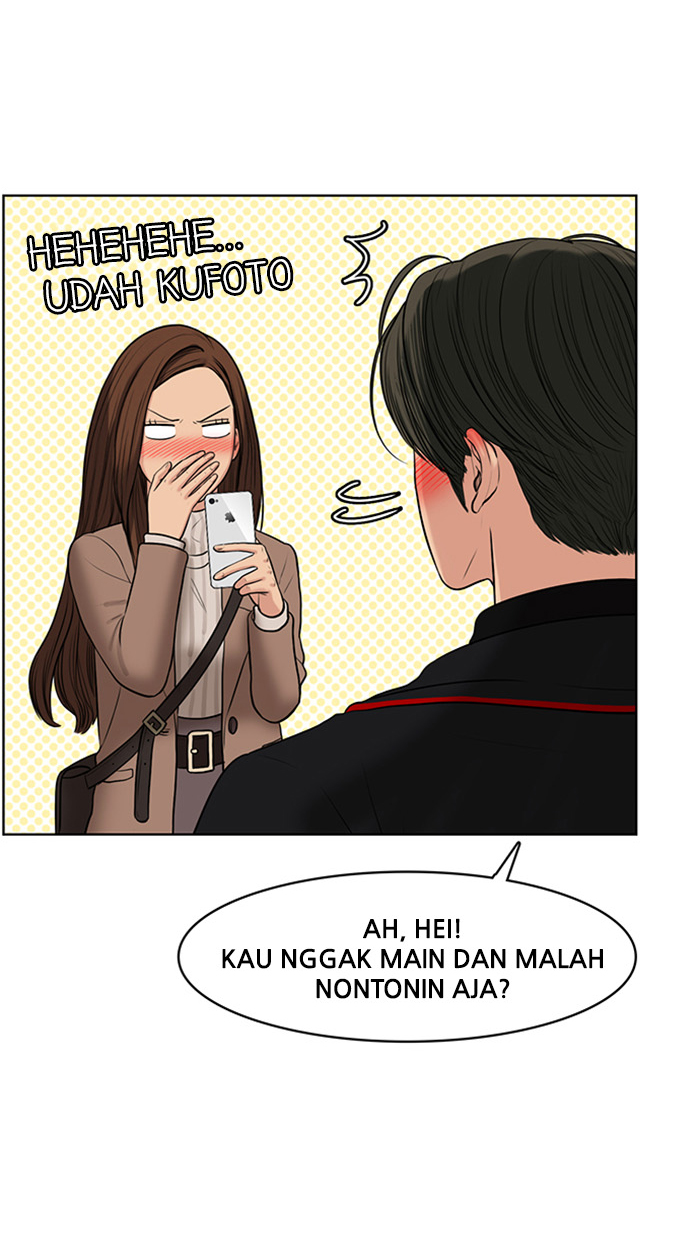 HEHEHEHE...
UDAH KUFOTO
AH, HEI!
KAU NGGAK MAIN DAN MALAH
NONTONIN AJA?